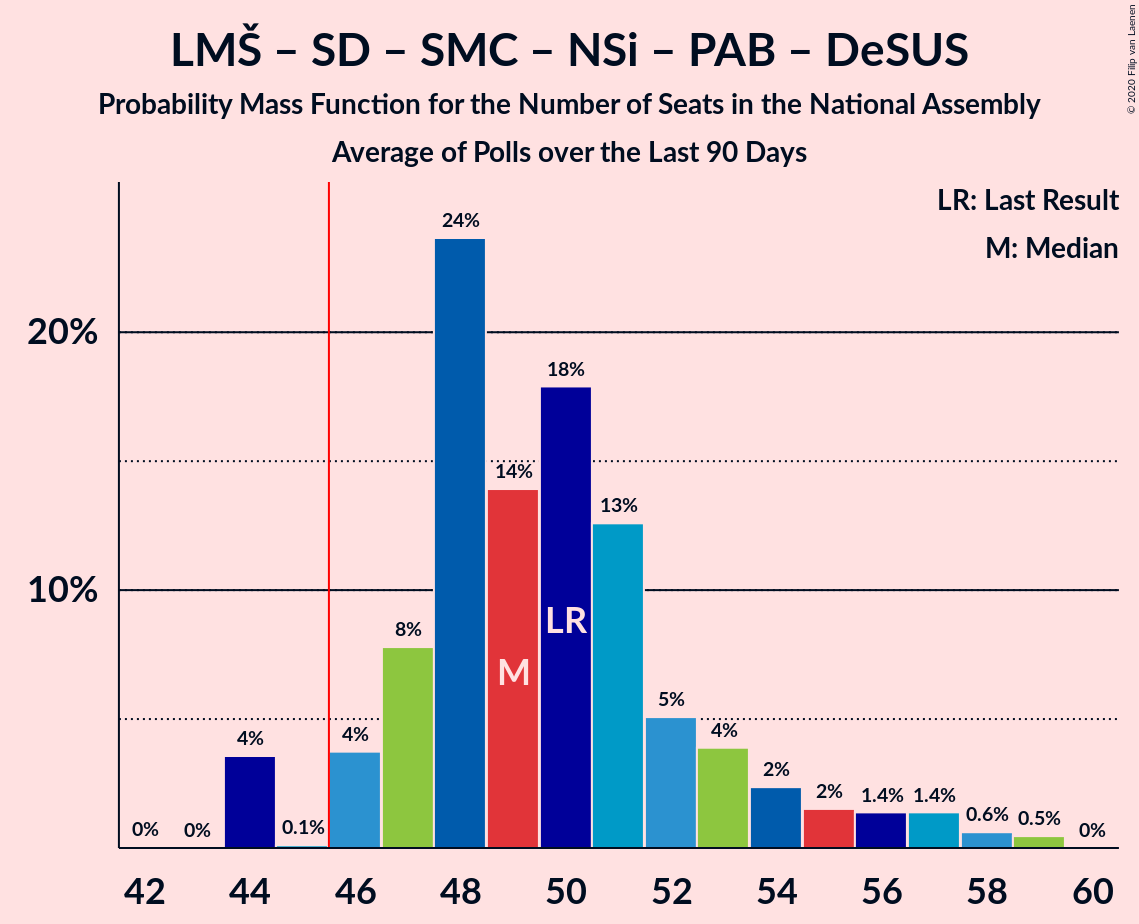 LMŠ – SD – SMC – NSi – PAB – DeSUS
Probability Mass Function for the Number of Seats in the National Assembly
Average of Polls over the Last 90 Days
© 2020 Filip van Laenen
LR: Last Result
M: Median
20%
10%
0%
0%
4%
0.1%
4%
8%
24%
14%
18%
13%
5%
4%
2%
2%
1.4%
1.4%
0.6%
0.5%
0%
M
LR
42 44 46 48 50 52 54 56 58 60